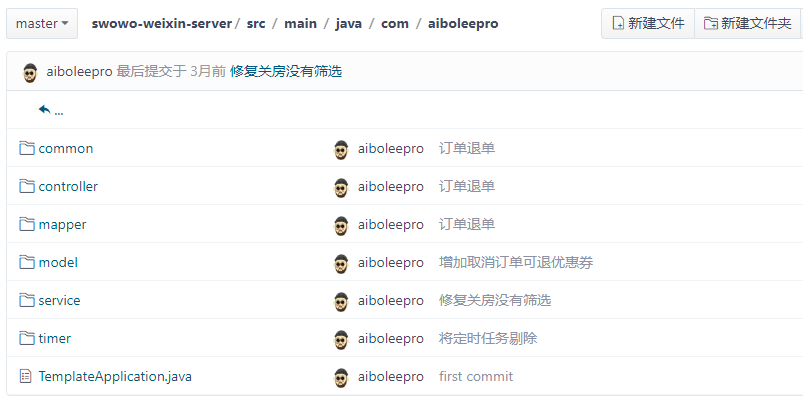 master swowo-weixin-server / src / main / java / com / aiboleepro 新建文件 新建文件夹
aiboleepro 最后提交于 3月前 修复关房没有筛选
...
common aiboleepro 订单退单
controller aiboleepro 订单退单
mapper aiboleepro 订单退单
model aiboleepro 增加取消订单可退优惠券
service aiboleepro 修复关房没有筛选
timer aiboleepro 将定时任务剔除
TemplateApplication.java aiboleepro first commit